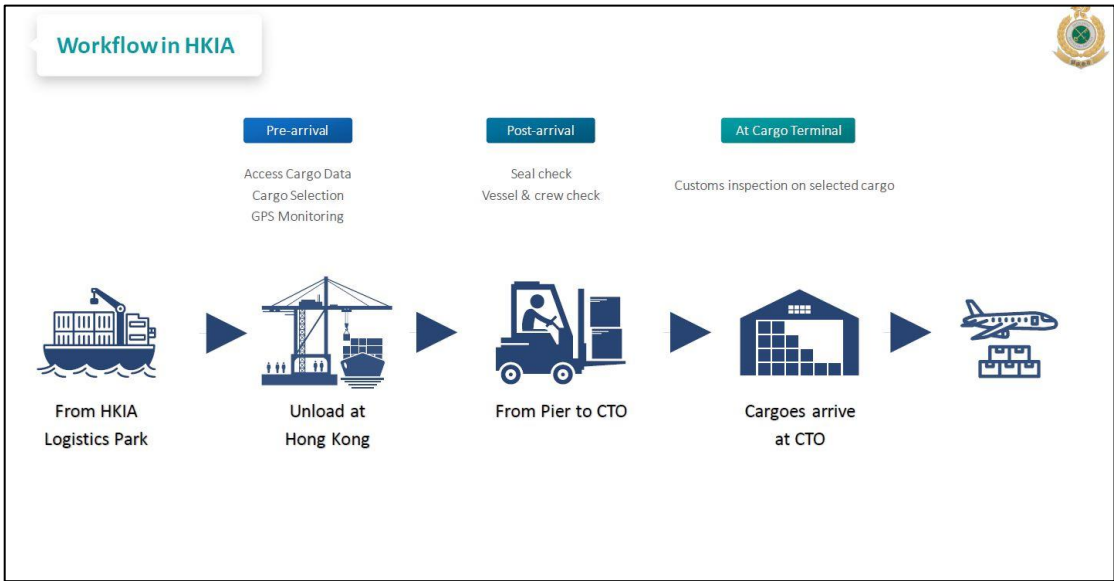 Workflow in HKIA
Pre-arrival
Access Cargo Data
Cargo Selection
GPS Monitoring
Post-arrival
Seal check
Vessel & crew check
At Cargo Terminal
Customs inspection on selected cargo
From HKIA
Logistics Park
Unload at
Hong Kong
From Pier to CTO
Cargoes arrive
at CTO